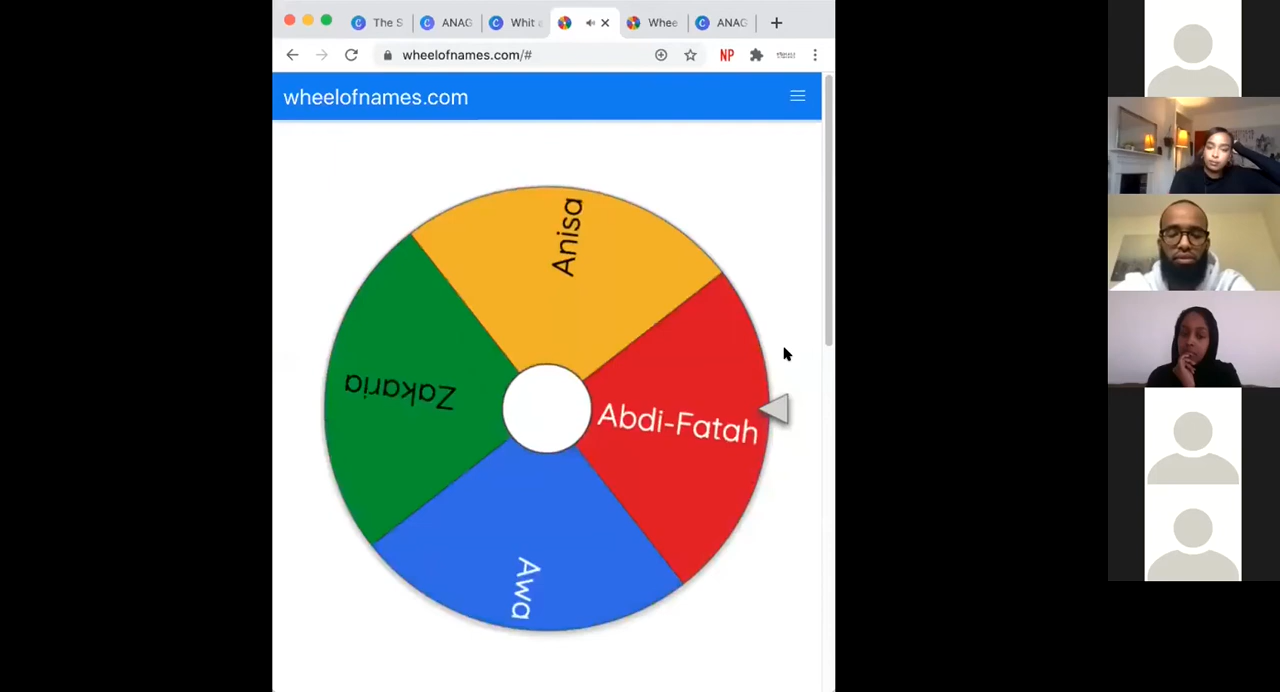 The S
ANAG
Whit
Whee
ANAG
wheelofnames.com/#
NP
wheelofnames.com
Anisa
Zakaria
Abdi-Fatah
Awa